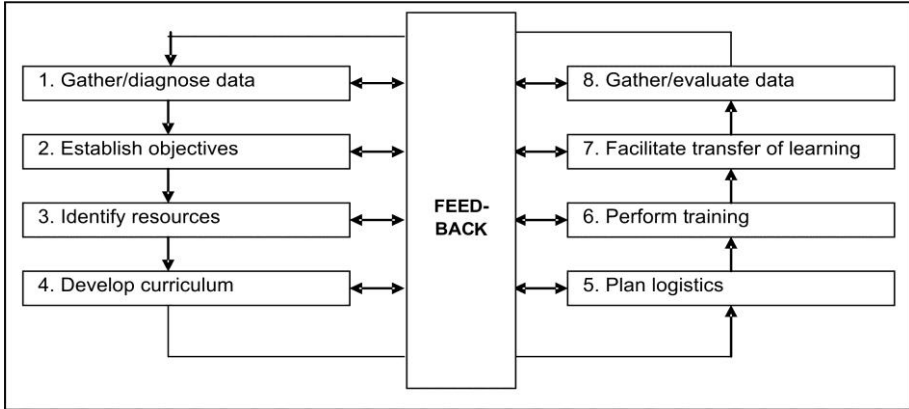 1. Gather/diagnose data
2. Establish objectives
3. Identify resources
4. Develop curriculum
FEED-
BACK
8. Gather/evaluate data
7. Facilitate transfer of learning
6. Perform training
5. Plan logistics